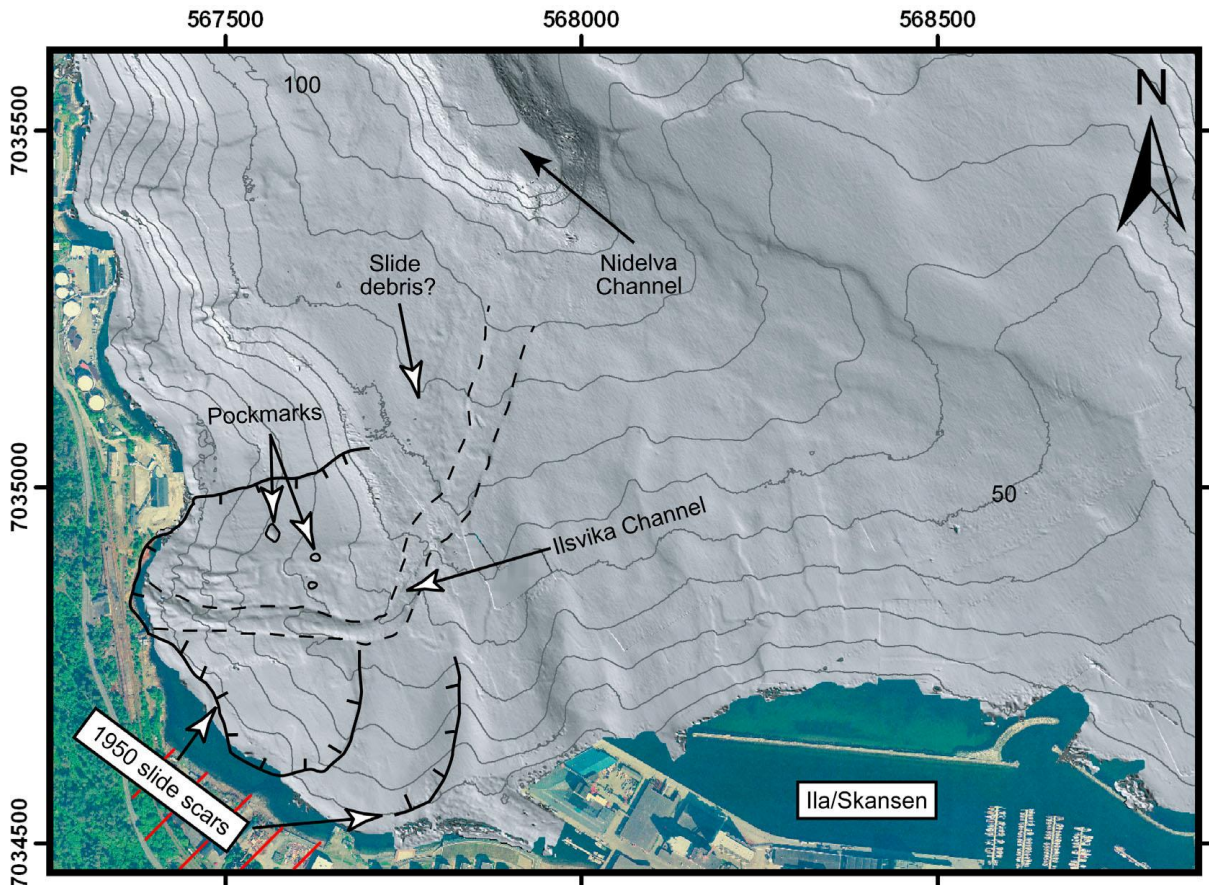 567500
568000
568500
100
N
7035500
Slide
debris?
Nidelva
Channel
Pockmarks
7035000
50
Ilsvika Channel
1950 slide scars
Ila/Skansen
7034500